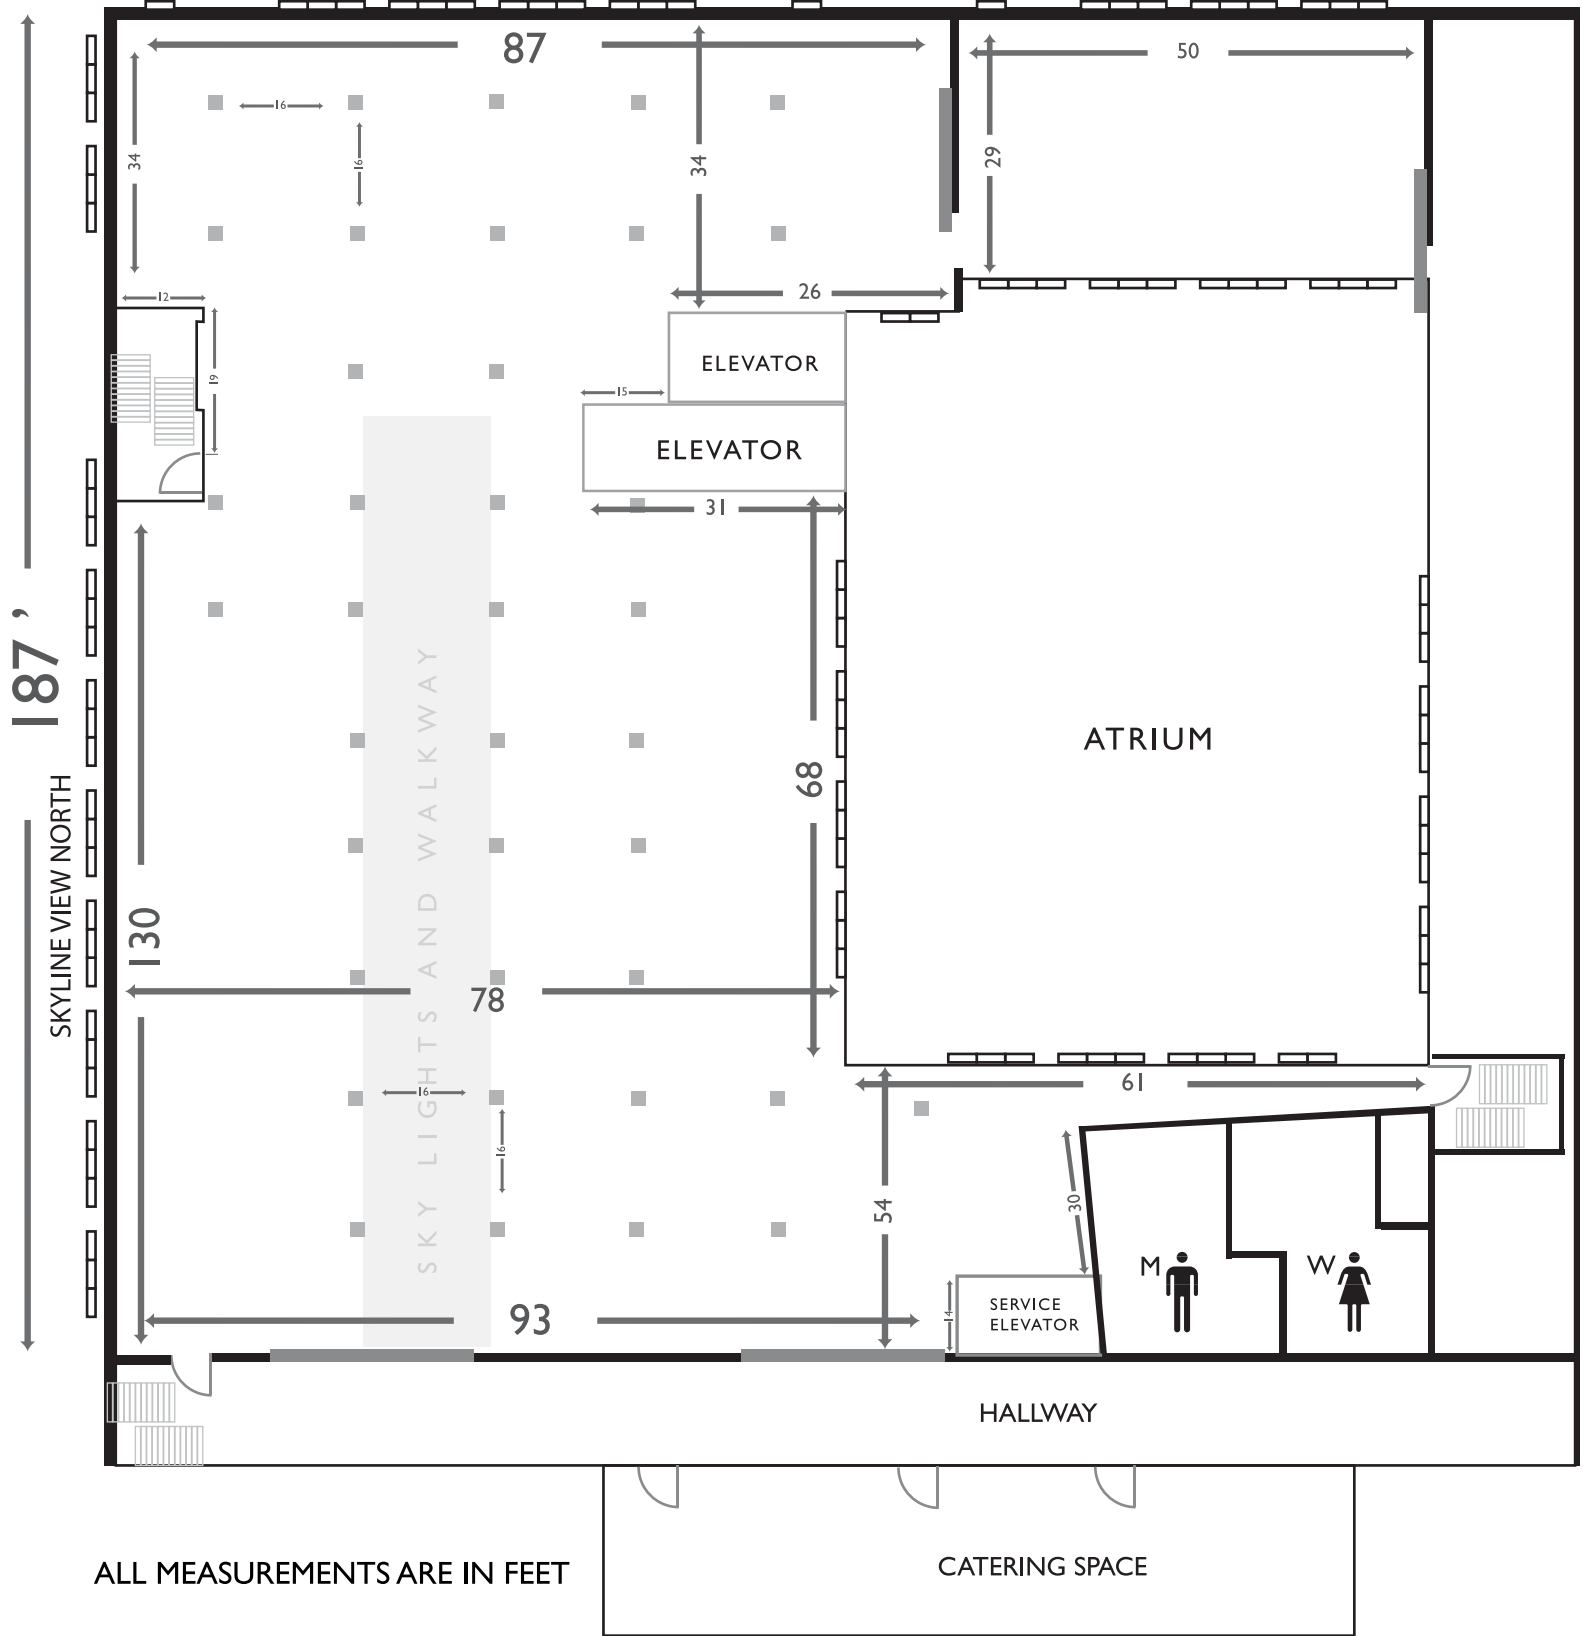 87
50
16
34
34
16
29
12
26
19
ELEVATOR
15
ELEVATOR
31
187'
SKYLINE VIEW NORTH
130
SKY LIGHTS AND WALKWAY
68
ATRIUM
78
16
61
16
54
30
M
W
14
SERVICE
ELEVATOR
93
HALLWAY
CATERING SPACE
ALL MEASUREMENTS ARE IN FEET